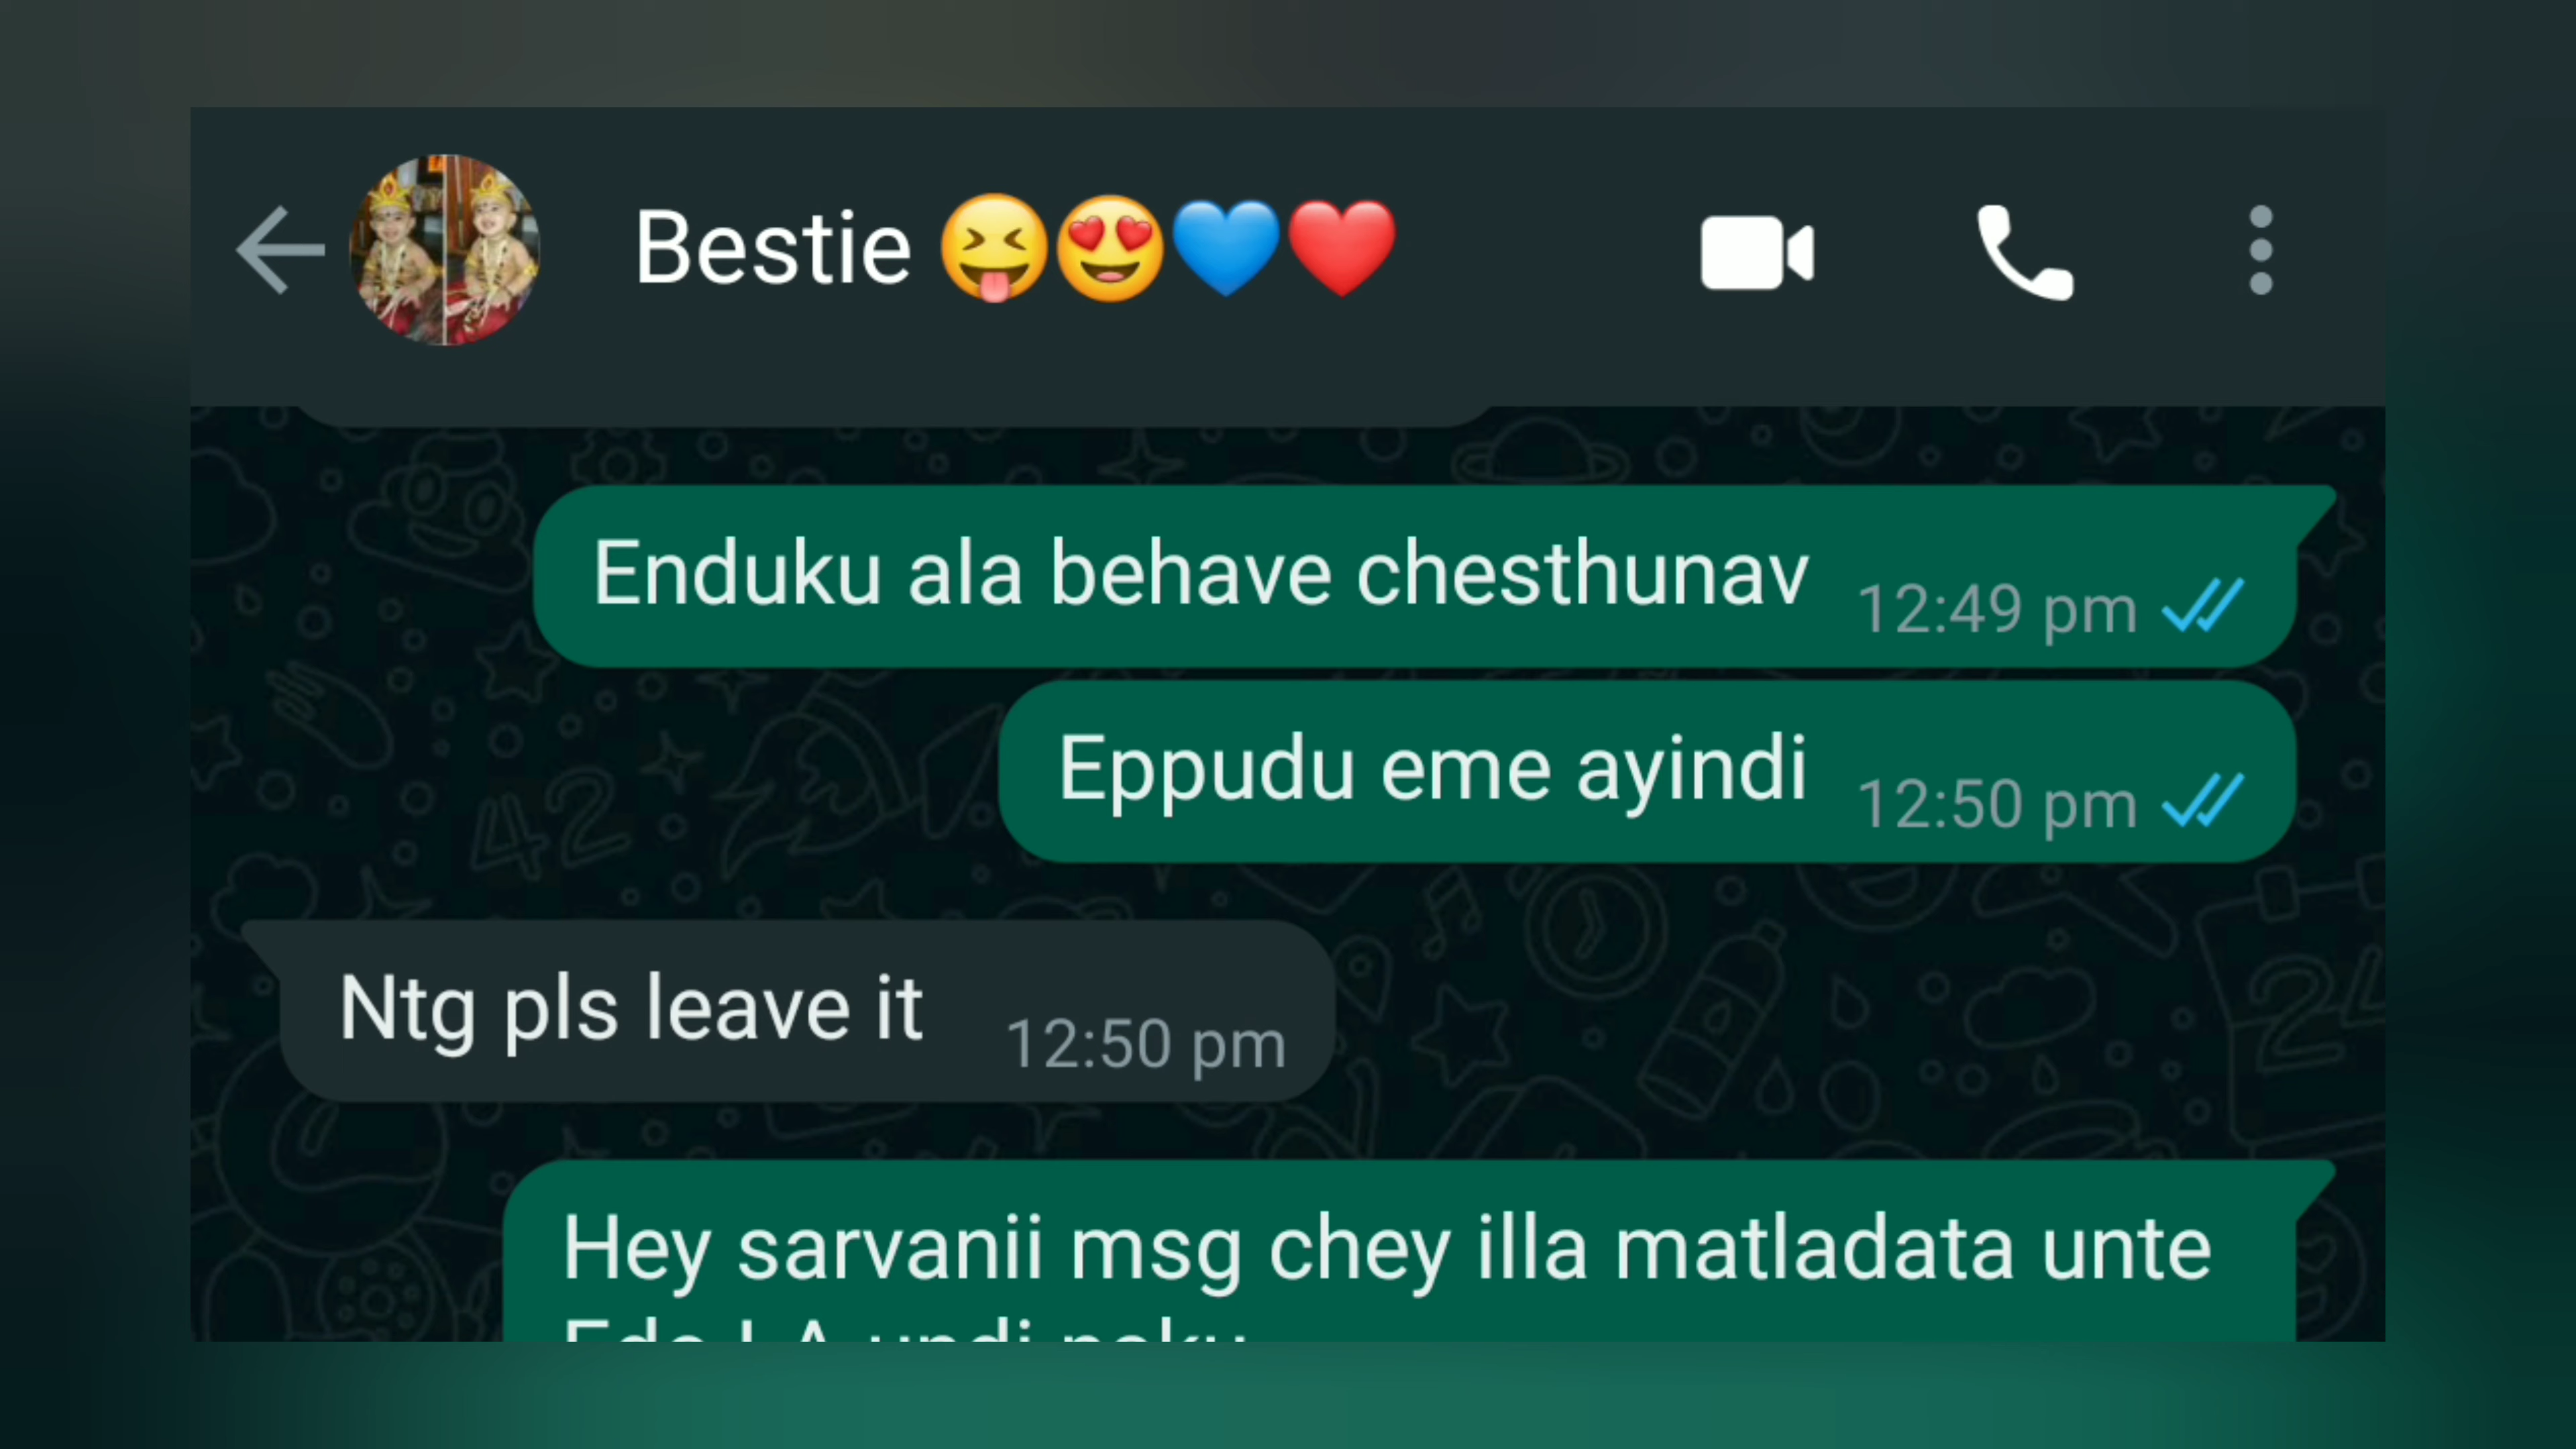 Bestie 😝😍💙❤️
Enduku ala behave chesthunav 12:49 pm
Eppudu eme ayindi 12:50 pm
Ntg pls leave it 12:50 pm
Hey sarvanii msg chey illa matladata unte
undi